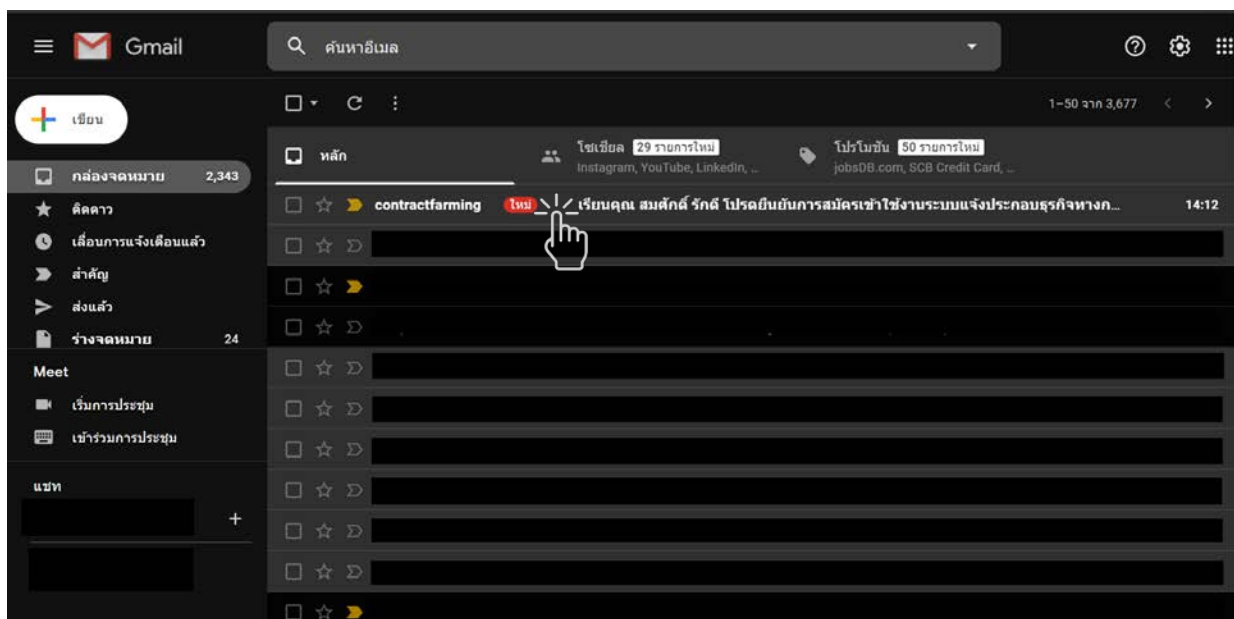 Gmail
ค้นหาอีเมล
เขียน
1–50 จาก 3,677
หลัก
โซเชียล 29 รายการใหม่
Instagram, YouTube, LinkedIn, ...
โปรโมชัน 50 รายการใหม่
jobsDB.com, SCB Credit Card, ...
กล่องจดหมาย 2,343
contractfarming ใหม่ เรียนคุณ สมศักดิ์ รักดี โปรดยืนยันการสมัครเข้าใช้งานระบบแจ้งประกอบธุรกิจทางก... 14:12
ติดดาว
เลื่อนการแจ้งเตือนแล้ว
สำคัญ
ส่งแล้ว
ร่างจดหมาย 24
Meet
เริ่มการประชุม
เข้าร่วมการประชุม
แชท